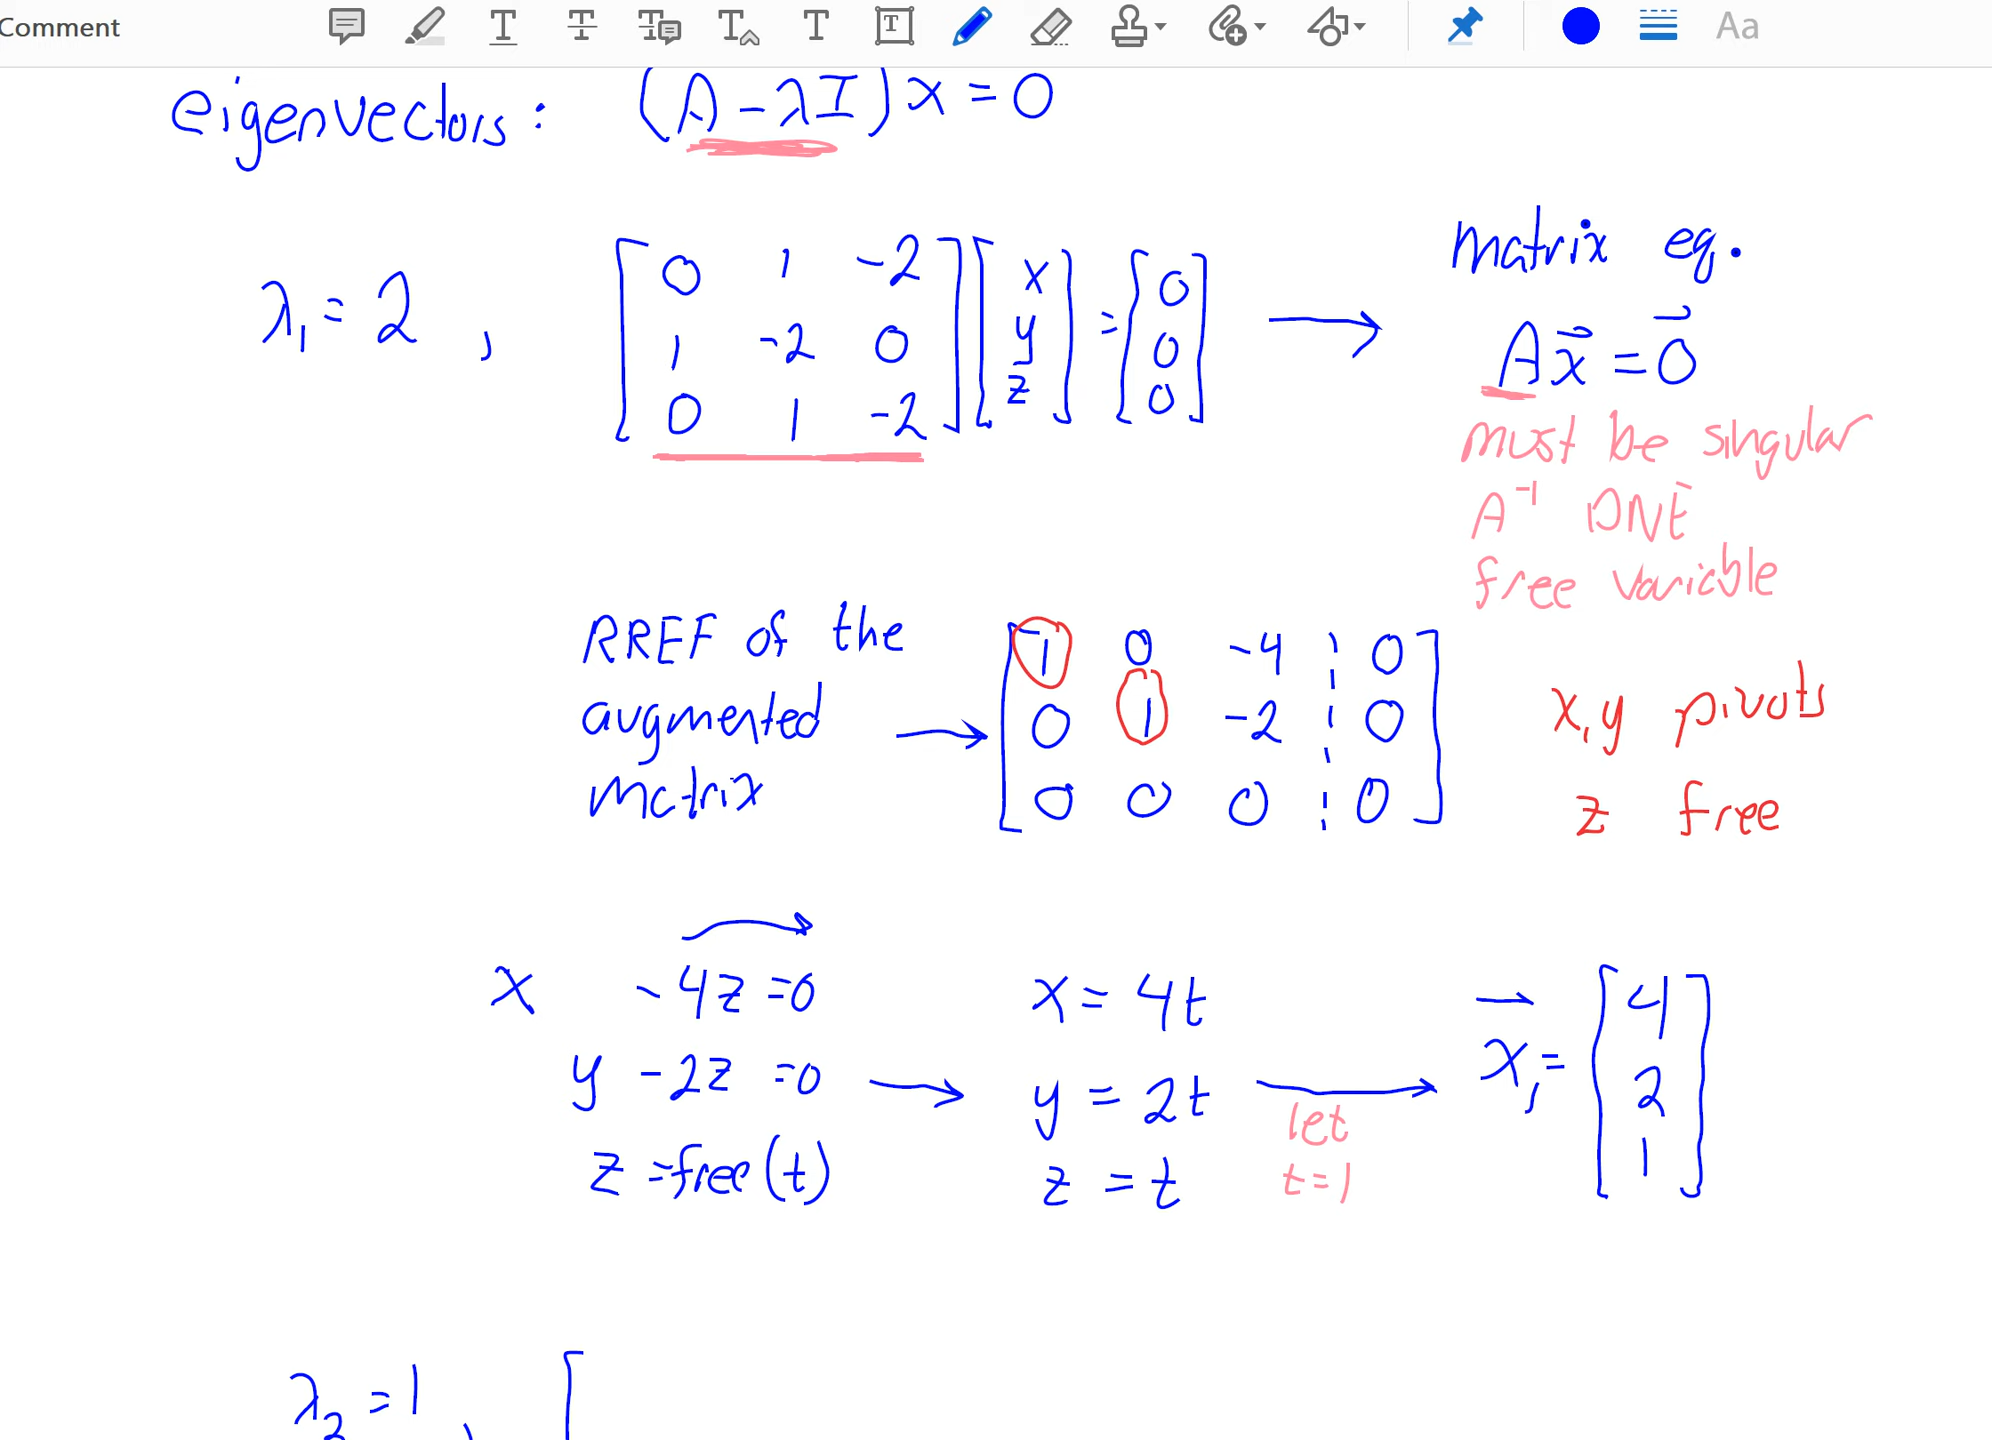 Comment
Aa
eigenvectors: (A - λI)x = 0
λ₁ = 2 ,
[0 1 -2] [x] = [0]
[1 -2 0] [y] [0]
[0 1 -2] [z] [0]
→ matrix eq.
A x⃗ = 0⃗
must be singular
A⁻¹ DNE
free variable
RREF of the
augmented
matrix
→
[1 0 -4 ¦ 0]
[0 1 -2 ¦ 0]
[0 0 0 ¦ 0]
x, y pivots
z free
x -4z =0
y -2z =0
z =free(t)
→
x = 4t
y = 2t
z = t
→
let
t=1
x⃗₁ = [4
2
1]
λ₂ = 1 , [